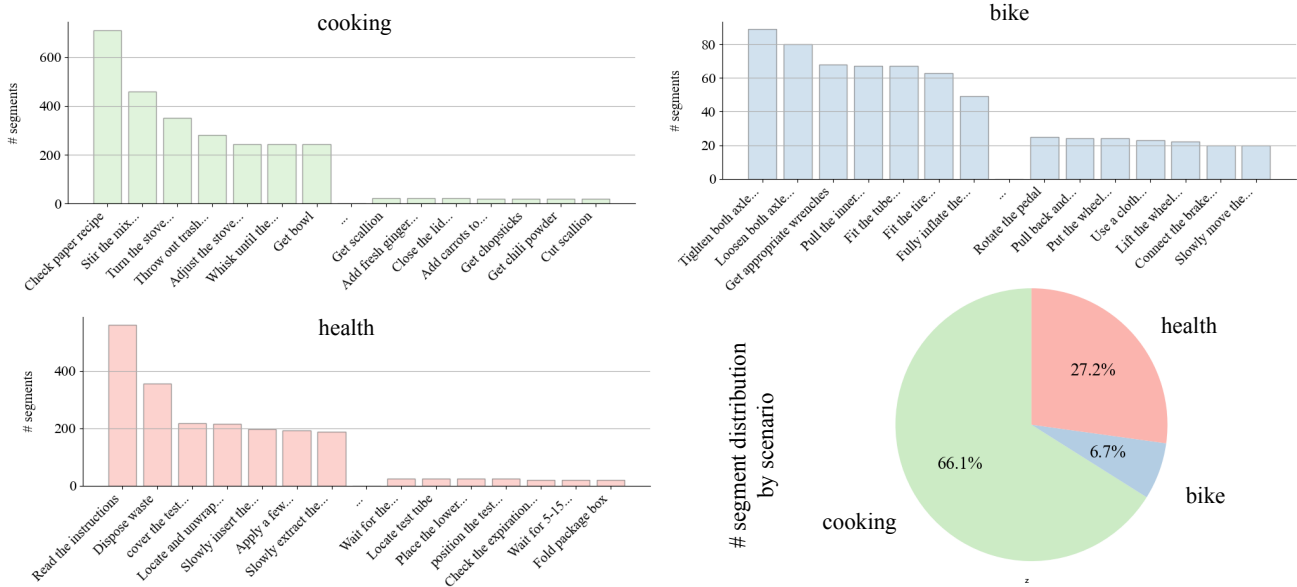 cooking
# segments
600
400
200
0
Check paper recipe
Stir the mix...
Turn the stove...
Throw out trash...
Adjust the stove...
Whisk until the...
Get bowl
...
Get scallion
Add fresh ginger...
Close the lid...
Add carrots to...
Get chopsticks
Get chili powder
Cut scallion
bike
# segments
80
60
40
20
0
Tighten both axle...
Loosen both axle...
Get appropriate wrenches
Pull the inner...
Fit the tube...
Fit the tire...
Fully inflate the...
...
Rotate the pedal
Pull back and...
Put the wheel...
Use a cloth...
Lift the wheel...
Connect the brake...
Slowly move the...
health
# segments
400
200
0
Read the instructions
Dispose waste
cover the test...
Locate and unwrap...
Slowly insert the...
Apply a few...
Slowly extract the...
...
Wait for the...
Locate test tube
Place the lower...
position the test...
Check the expiration...
Wait for 5-15...
Fold package box
# segment distribution
by scenario
health
27.2%
6.7%
66.1%
bike
cooking
z